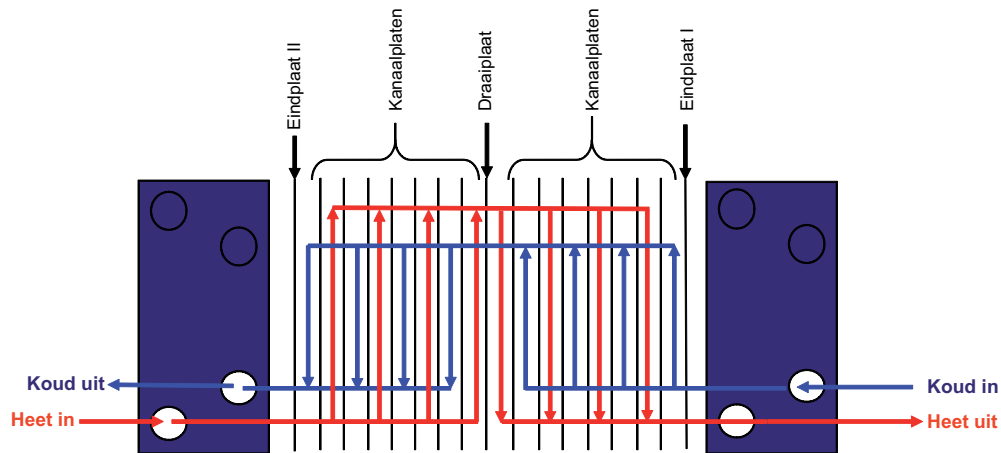 Eindplaat II
Kanaalplaten
Draaiplaat
Kanaalplaten
Eindplaat I
Koud uit
Koud in
Heet in
Heet uit